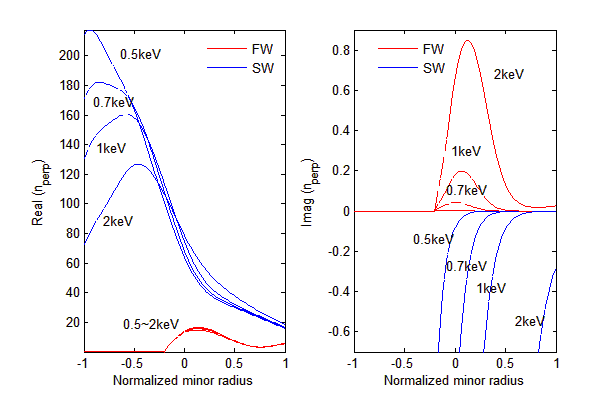 Real (n_perp)
200
180
160
140
120
100
80
60
40
20
-1
-0.5
0
0.5
1
Normalized minor radius
FW
SW
0.5keV
0.7keV
1keV
2keV
0.5~2keV
Imag (n_perp)
0.8
0.6
0.4
0.2
0
-0.2
-0.4
-0.6
-1
-0.5
0
0.5
1
Normalized minor radius
FW
SW
2keV
1keV
0.7keV
0.5keV
0.7keV
1keV
2keV